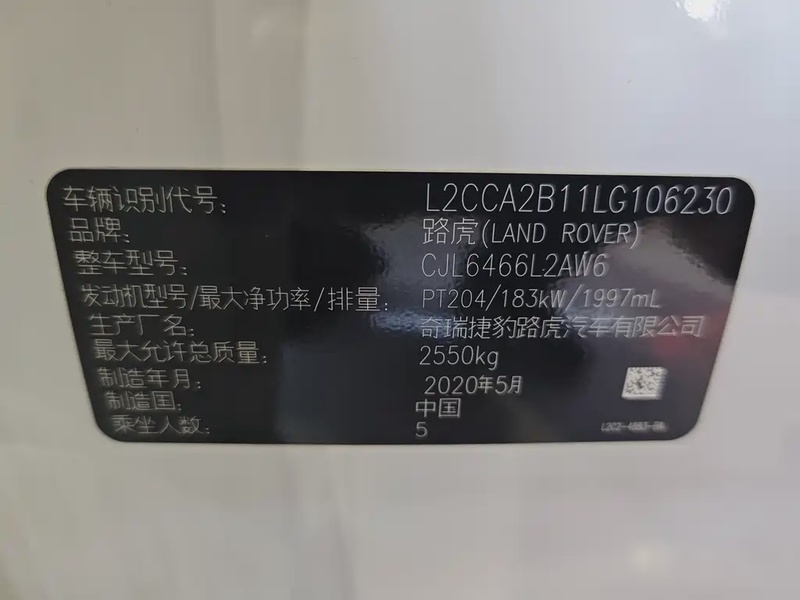 车辆识别代号: L2CCA2B11LG106230
品牌: 路虎(LAND ROVER)
整车型号: CJL6466L2AW6
发动机型号/最大净功率/排量: PT204/183kW/1997mL
生产厂名: 奇瑞捷豹路虎汽车有限公司
最大允许总质量: 2550kg
制造年月: 2020年5月
制造国: 中国
乘坐人数: 5